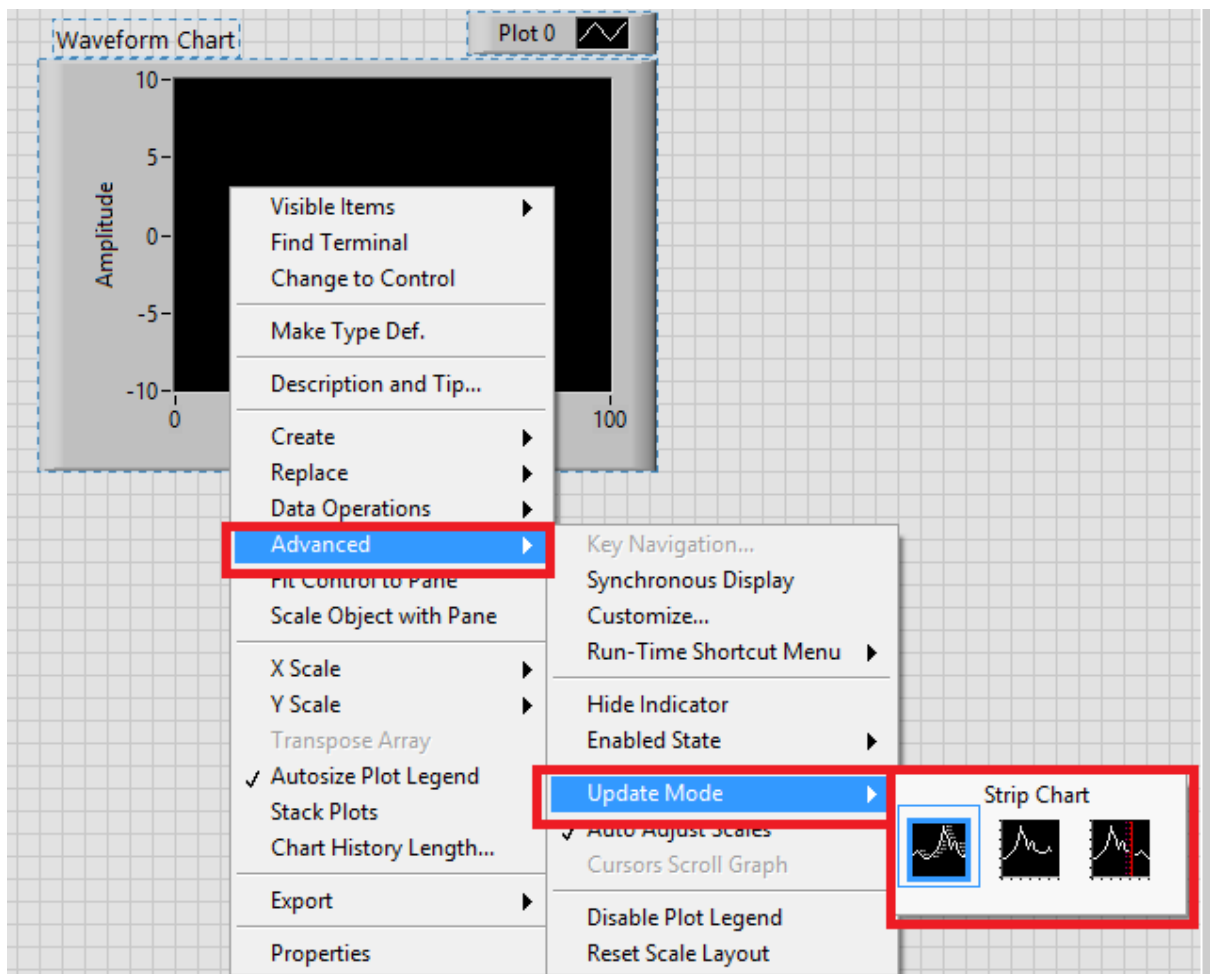 Waveform Chart
Plot 0
10
5
0
-5
-10
Amplitude
0
100
Visible Items
Find Terminal
Change to Control
Make Type Def.
Description and Tip...
Create
Replace
Data Operations
Advanced
Fit Control to Pane
Scale Object with Pane
X Scale
Y Scale
Transpose Array
Autosize Plot Legend
Stack Plots
Chart History Length...
Export
Properties
Key Navigation...
Synchronous Display
Customize...
Run-Time Shortcut Menu
Hide Indicator
Enabled State
Update Mode
Auto Adjust Scales
Cursors Scroll Graph
Disable Plot Legend
Reset Scale Layout
Strip Chart